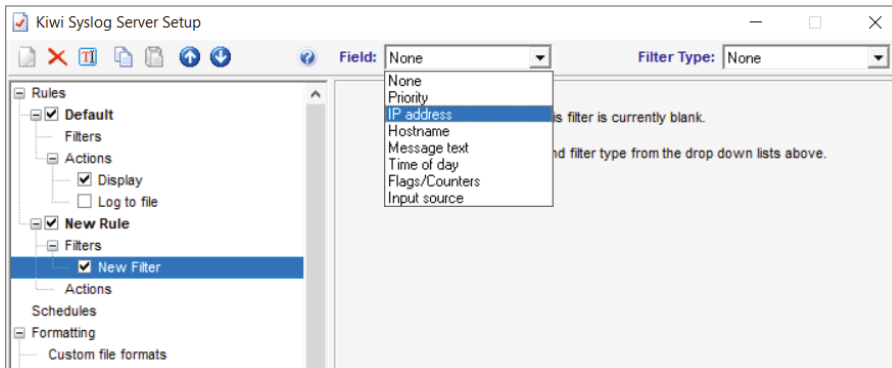 Kiwi Syslog Server Setup
Field: None Filter Type: None
None
Priority
IP address
Hostname
Message text
Time of day
Flags/Counters
Input source
is filter is currently blank.
nd filter type from the drop down lists above.
Rules
Default
Filters
Actions
Display
Log to file
New Rule
Filters
New Filter
Actions
Schedules
Formatting
Custom file formats